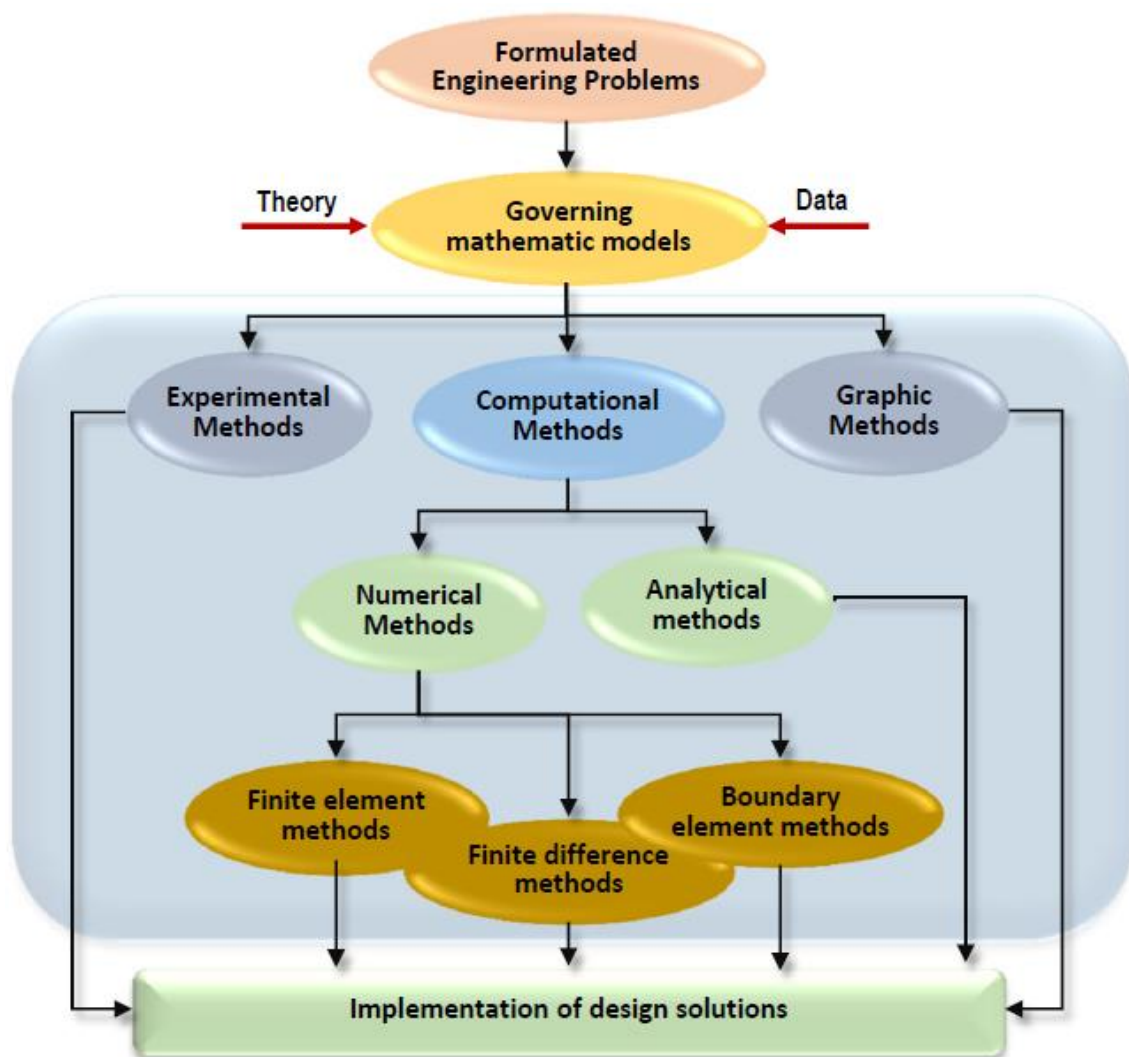 Formulated
Engineering Problems
Theory
Data
Governing
mathematic models
Experimental
Methods
Computational
Methods
Graphic
Methods
Numerical
Methods
Analytical
methods
Finite element
methods
Boundary
element methods
Finite difference
methods
Implementation of design solutions